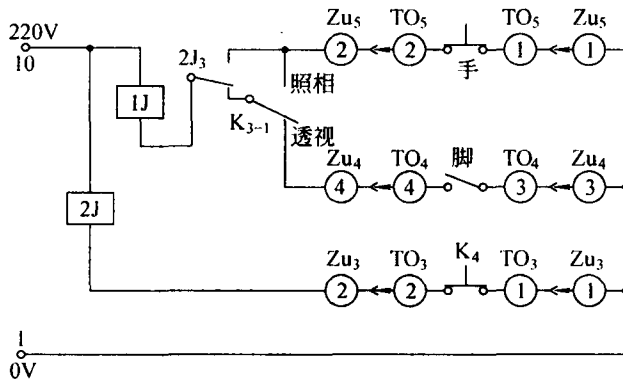 Zu5 TO5 TO5 Zu5
220V
10
2J3
2 2 1 1
照相
手
1J
K3-1
透视
Zu4 TO4 脚 TO4 Zu4
4 4 3 3
2J
Zu3 TO3 K4 TO3 Zu3
2 2 1 1
1
0V